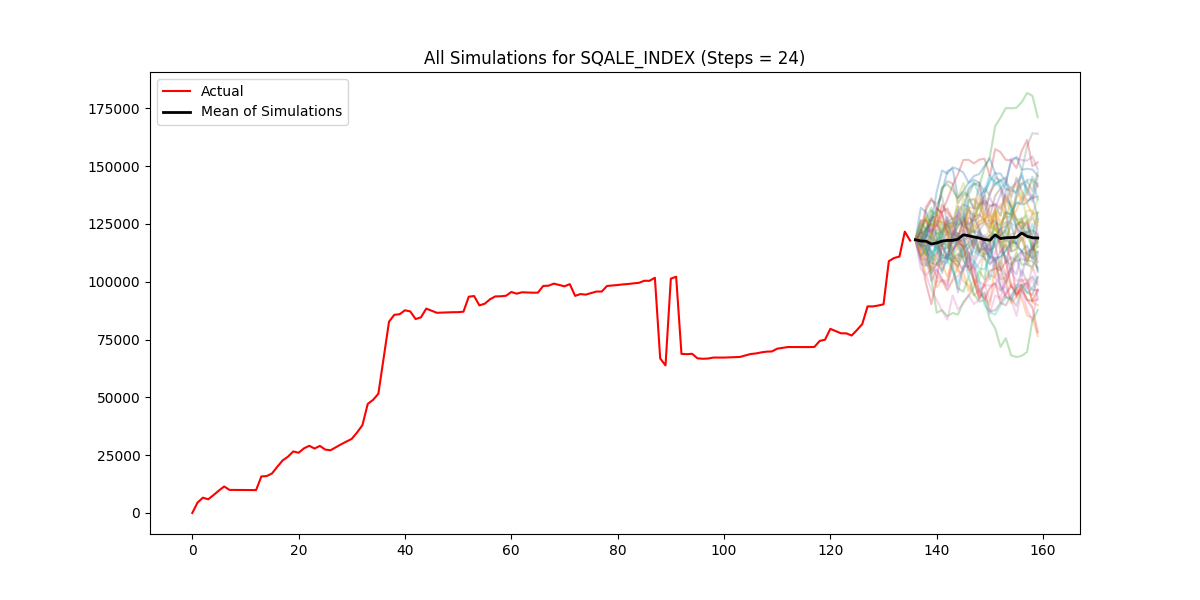 All Simulations for SQALE_INDEX (Steps = 24)
Actual
Mean of Simulations
175000
150000
125000
100000
75000
50000
25000
0
0 20 40 60 80 100 120 140 160